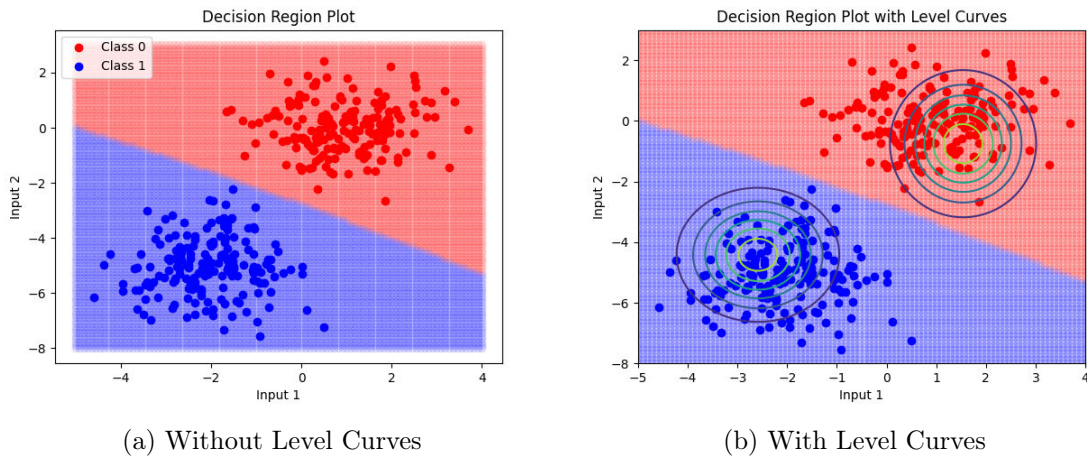 Decision Region Plot
Class 0
Class 1
2
0
−2
−4
−6
−8
Input 2
−4
−2
0
2
4
Input 1
(a) Without Level Curves
Decision Region Plot with Level Curves
2
0
−2
−4
−6
−8
Input 2
−5
−4
−3
−2
−1
0
1
2
3
4
Input 1
(b) With Level Curves